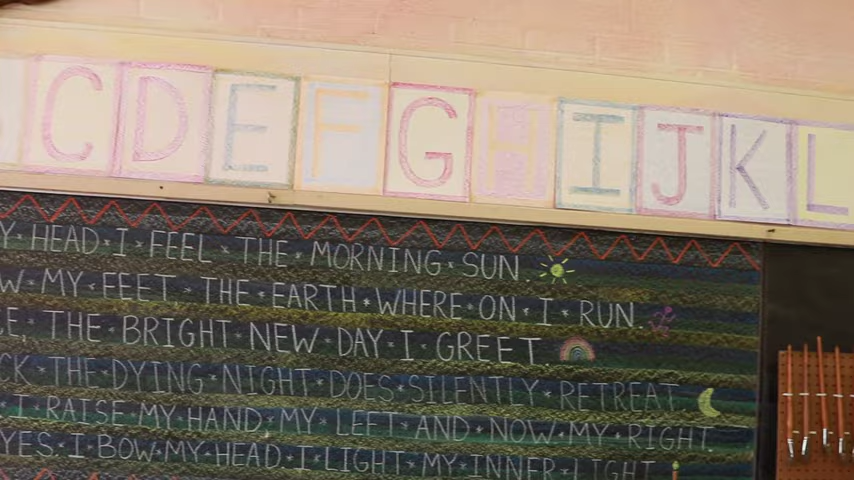 C D E F G H I J K L
Y HEAD I FEEL THE MORNING SUN.
W MY FEET THE EARTH WHERE ON I RUN.
E, THE BRIGHT NEW DAY I GREET
CK THE DYING NIGHT DOES SILENTLY RETREAT.
I RAISE MY HAND MY LEFT AND NOW MY RIGHT.
YES I BOW MY HEAD. I LIGHT MY INNER LIGHT